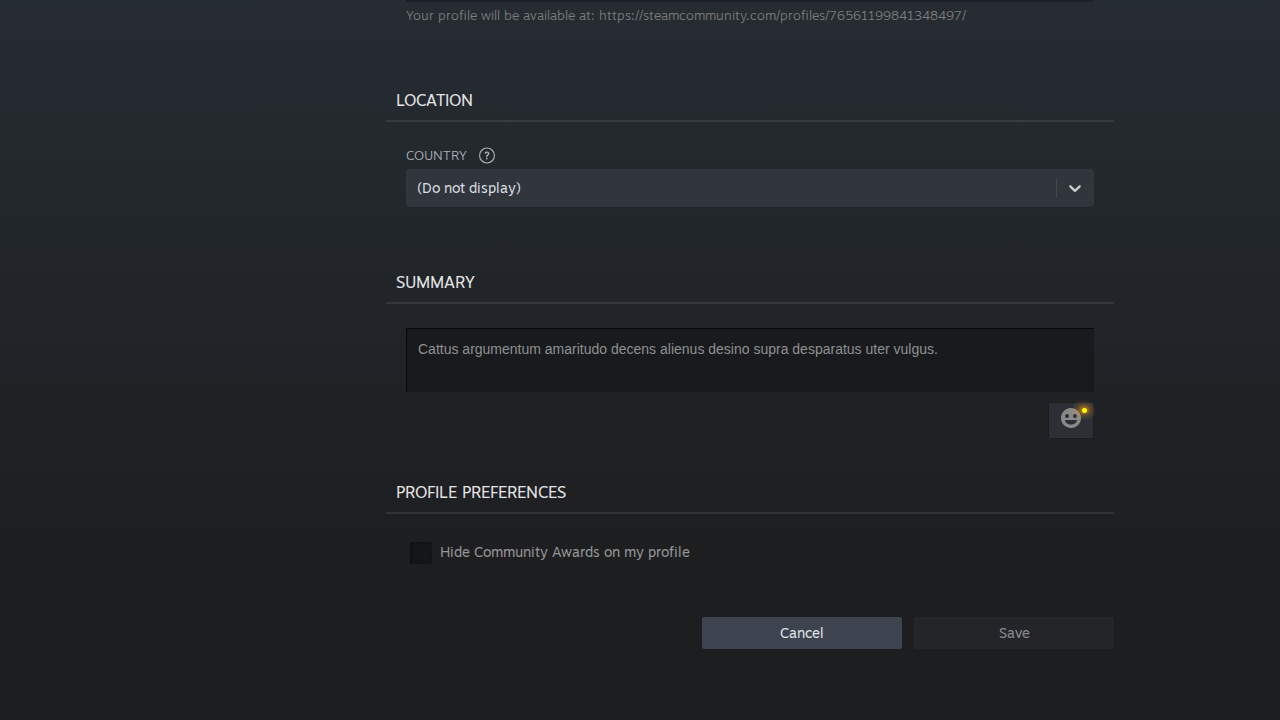 Your profile will be available at: https://steamcommunity.com/profiles/76561199841348497/
LOCATION
COUNTRY ?
(Do not display)
SUMMARY
Cattus argumentum amaritudo decens alienus desino supra desparatus uter vulgus.
PROFILE PREFERENCES
Hide Community Awards on my profile
Cancel Save